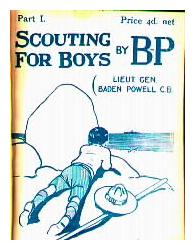 Part I. Price 4d. net
SCOUTING
FOR BOYS
BY BP
LIEUT GEN.
BADEN POWELL C.B.